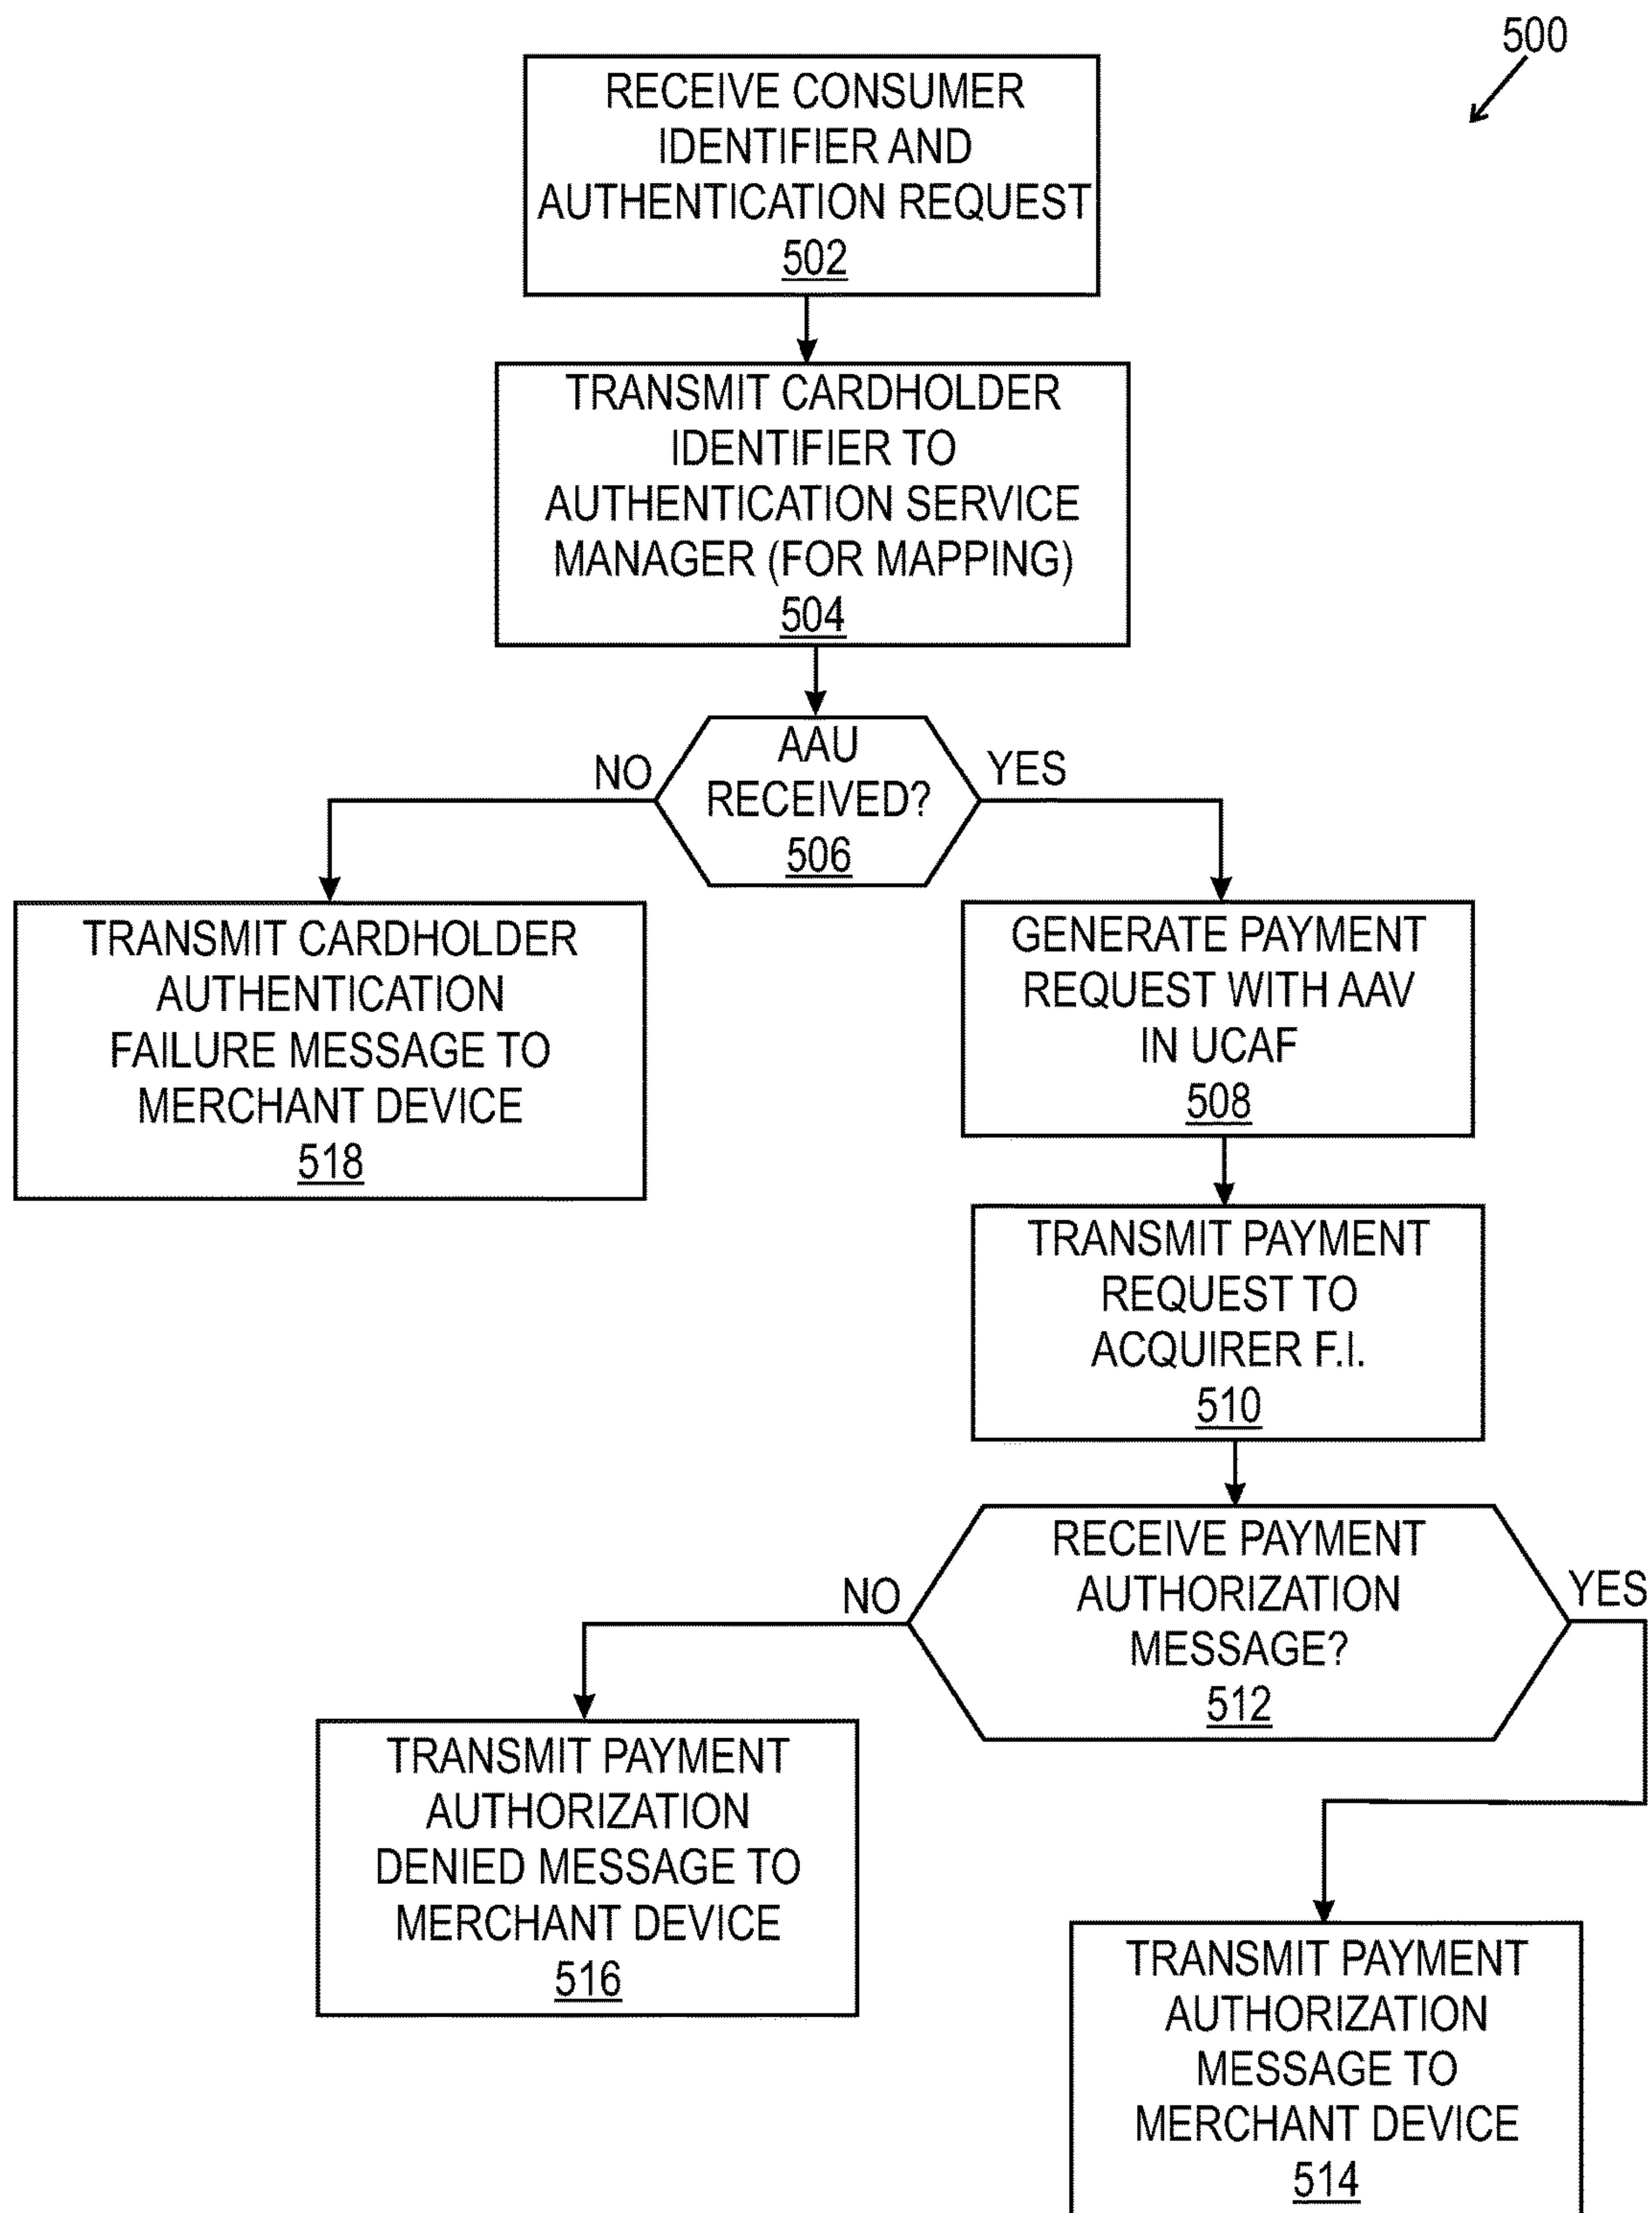 500
RECEIVE CONSUMER
IDENTIFIER AND
AUTHENTICATION REQUEST
502
TRANSMIT CARDHOLDER
IDENTIFIER TO
AUTHENTICATION SERVICE
MANAGER (FOR MAPPING)
504
NO
AAU
RECEIVED?
506
YES
TRANSMIT CARDHOLDER
AUTHENTICATION
FAILURE MESSAGE TO
MERCHANT DEVICE
518
GENERATE PAYMENT
REQUEST WITH AAV
IN UCAF
508
TRANSMIT PAYMENT
REQUEST TO
ACQUIRER F.I.
510
NO
RECEIVE PAYMENT
AUTHORIZATION
MESSAGE?
512
YES
TRANSMIT PAYMENT
AUTHORIZATION
DENIED MESSAGE TO
MERCHANT DEVICE
516
TRANSMIT PAYMENT
AUTHORIZATION
MESSAGE TO
MERCHANT DEVICE
514